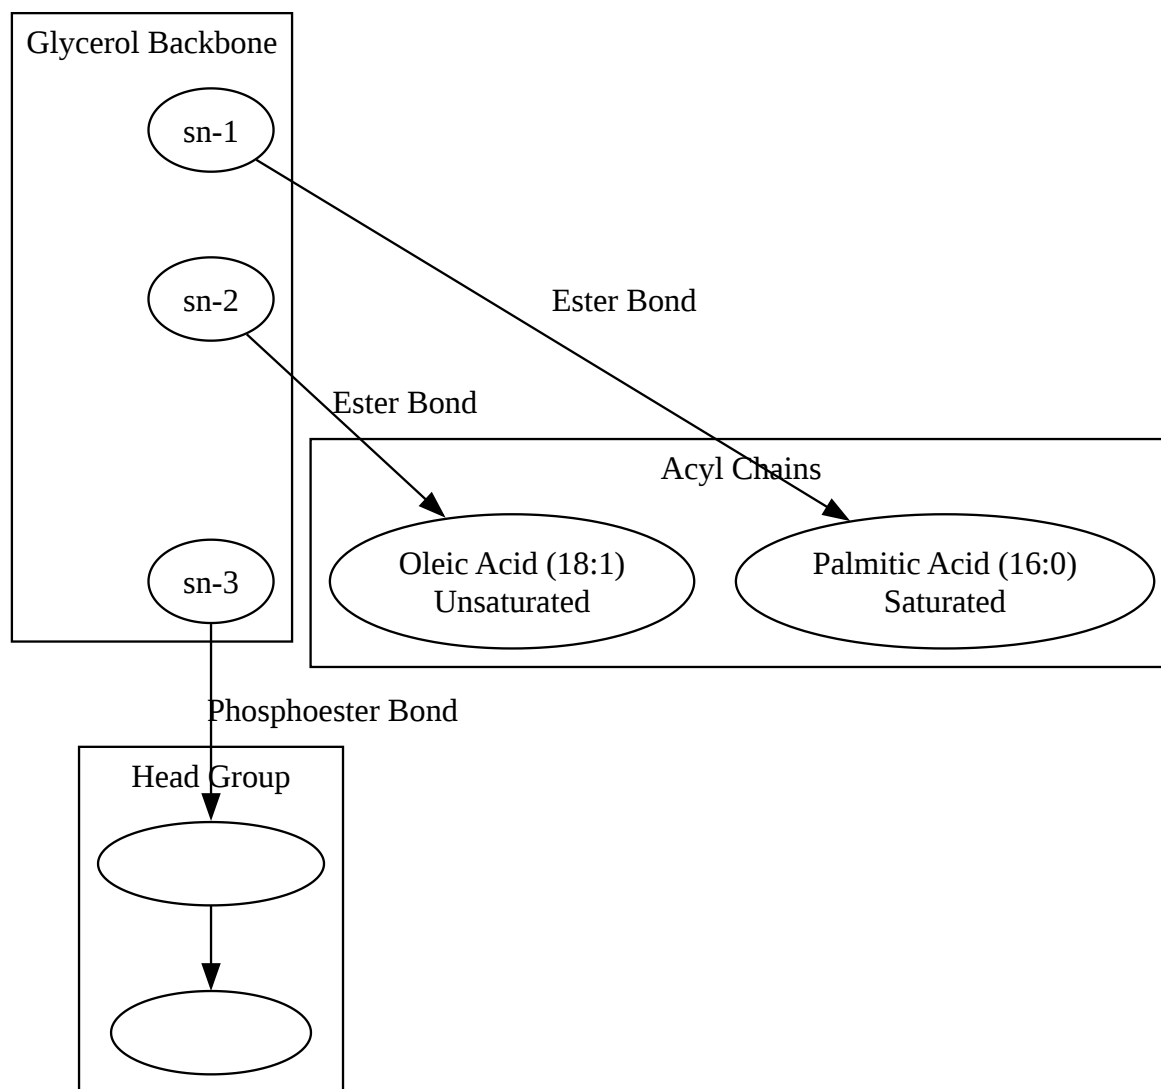 Glycerol Backbone
sn-1
sn-2
Ester Bond
Ester Bond
Acyl Chains
sn-3
Oleic Acid (18:1)
Unsaturated
Palmitic Acid (16:0)
Saturated
Phosphoester Bond
Head Group